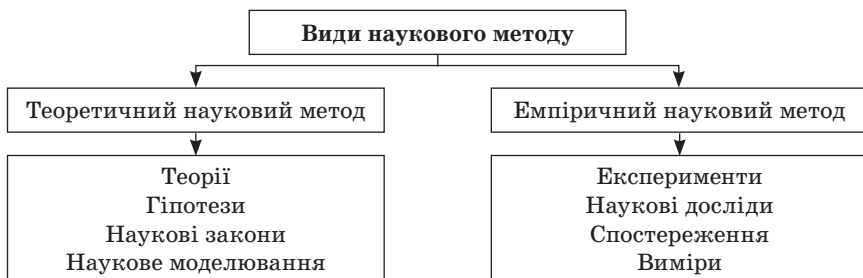 Види наукового методу
Теоретичний науковий метод
Емпіричний науковий метод
Теорії
Гіпотези
Наукові закони
Наукове моделювання
Експерименти
Наукові досліди
Спостереження
Виміри